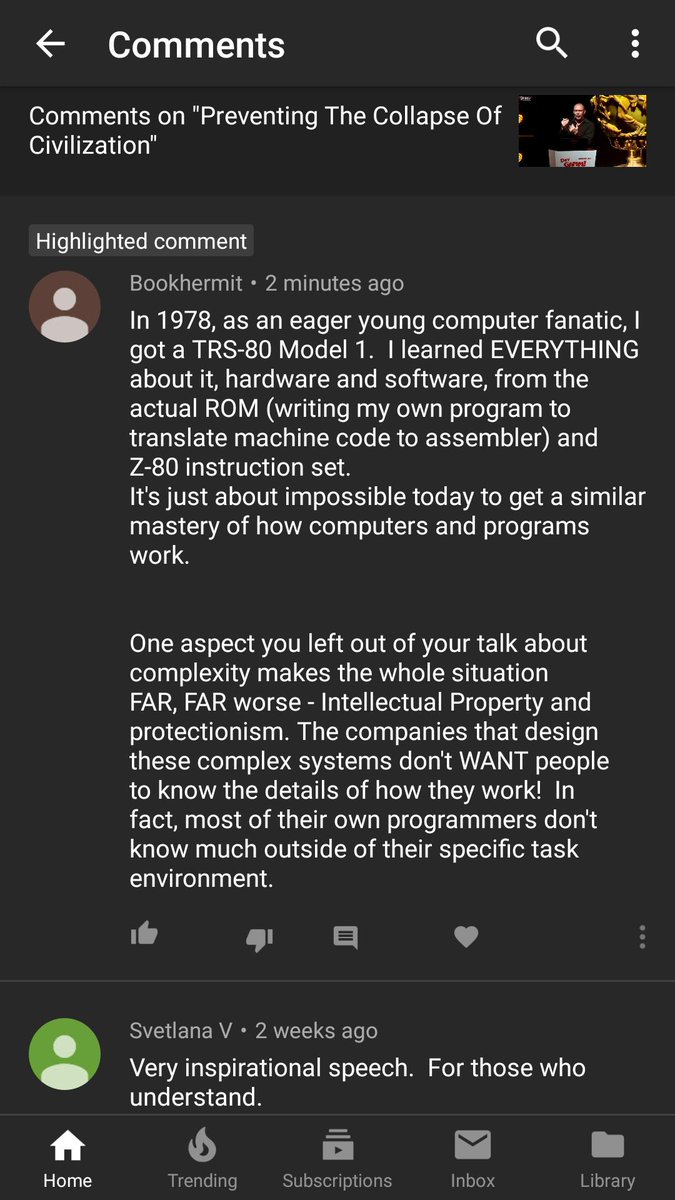 Comments
Comments on "Preventing The Collapse Of
Civilization"
Highlighted comment
Bookhermit • 2 minutes ago
In 1978, as an eager young computer fanatic, I
got a TRS-80 Model 1.  I learned EVERYTHING
about it, hardware and software, from the
actual ROM (writing my own program to
translate machine code to assembler) and
Z-80 instruction set.
It's just about impossible today to get a similar
mastery of how computers and programs
work.
One aspect you left out of your talk about
complexity makes the whole situation
FAR, FAR worse - Intellectual Property and
protectionism. The companies that design
these complex systems don't WANT people
to know the details of how they work!  In
fact, most of their own programmers don't
know much outside of their specific task
environment.
Svetlana V • 2 weeks ago
Very inspirational speech.  For those who
understand.
Home
Trending
Subscriptions
Inbox
Library